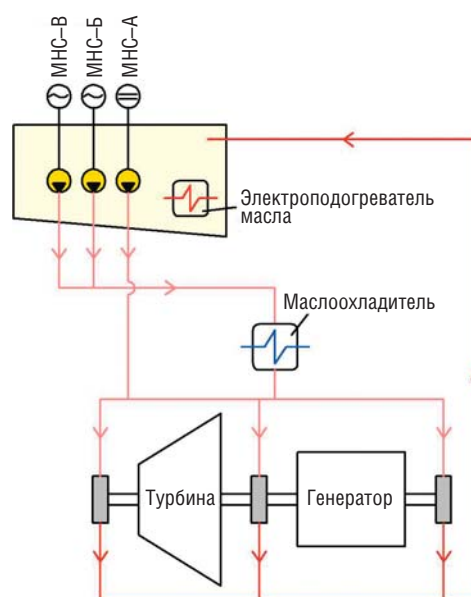 МНС–В
МНС–Б
МНС–А
Электроподогреватель
масла
Маслоохладитель
Турбина
Генератор